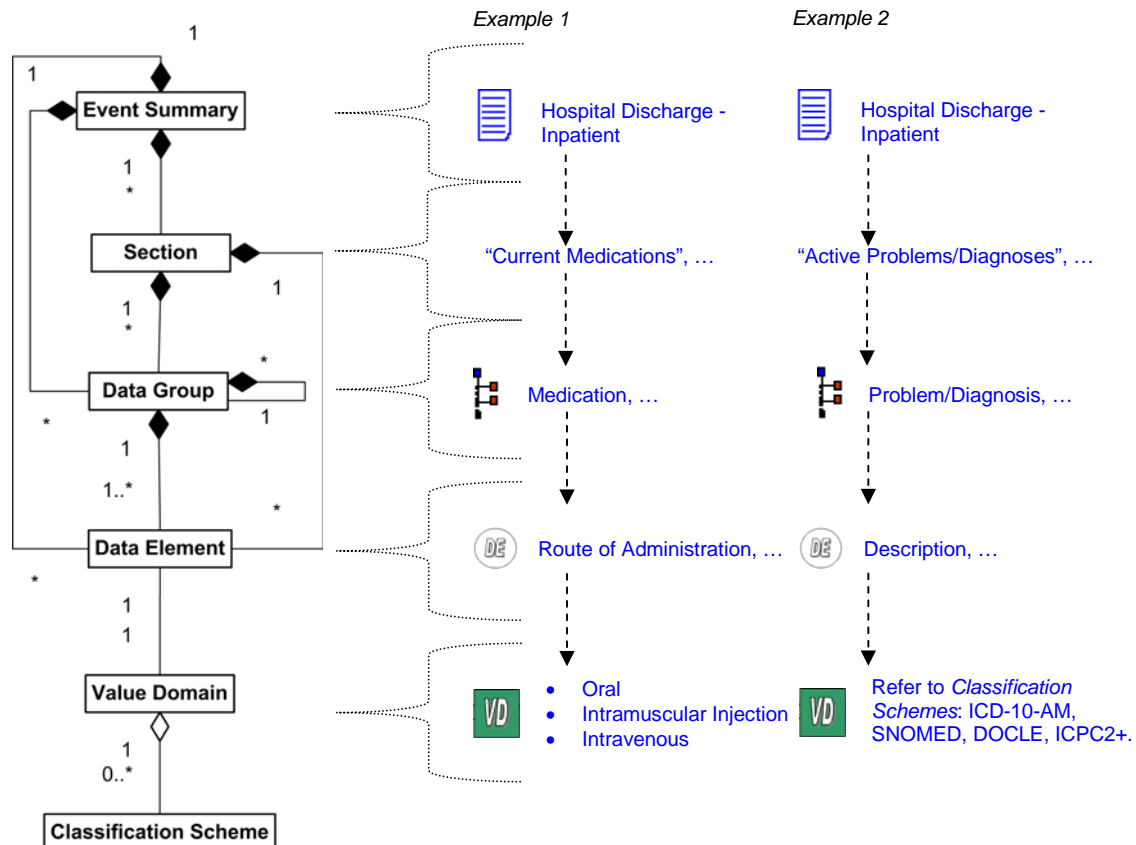 Example 1
Example 2
1
1
Event Summary
1
*
Section
1
1
*
*
Data Group
1
*
1
1..*
*
Data Element
*
1
1
Value Domain
1
0..*
Classification Scheme
Hospital Discharge -
Inpatient
“Current Medications”, …
Medication, …
DE
Route of Administration, …
VD
• Oral
• Intramuscular Injection
• Intravenous
Hospital Discharge -
Inpatient
“Active Problems/Diagnoses”, …
Problem/Diagnosis, …
DE
Description, …
VD
Refer to Classification
Schemes: ICD-10-AM,
SNOMED, DOCLE, ICPC2+.